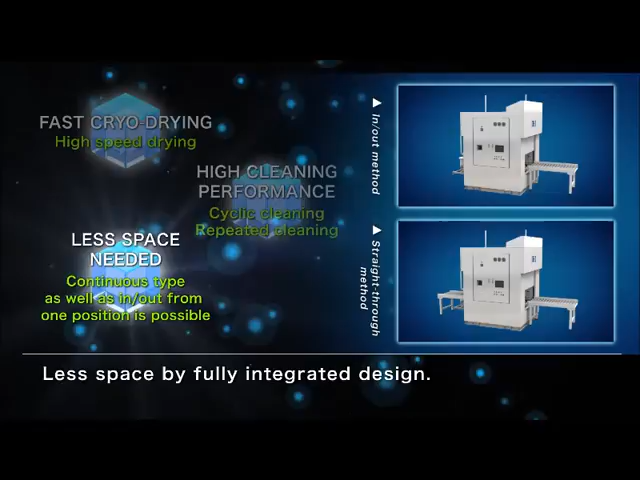 FAST CRYO-DRYING
High speed drying
HIGH CLEANING
PERFORMANCE
Cyclic cleaning
Repeated cleaning
LESS SPACE
NEEDED
Continuous type
as well as in/out from
one position is possible
▶ In/out method
▶ Straight-through
method
Less space by fully integrated design.